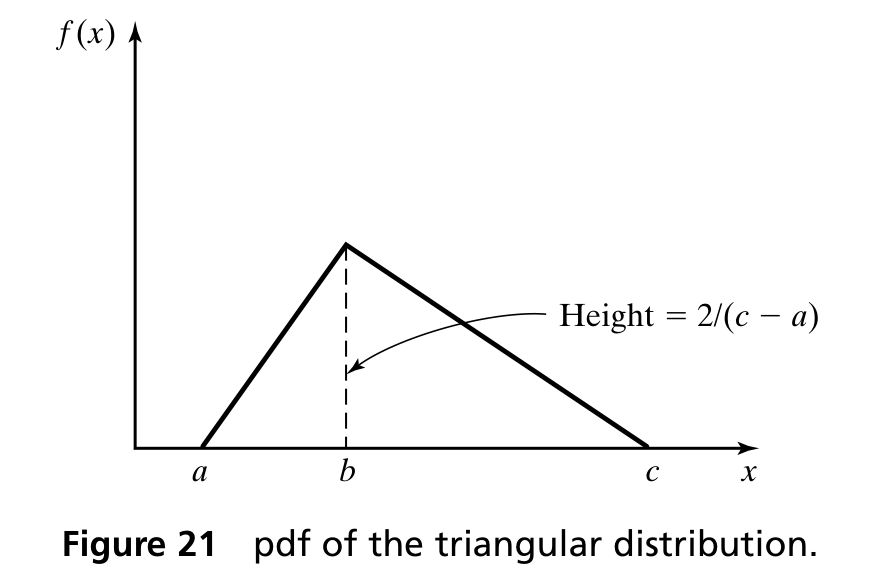 f(x)
Height = 2/(c − a)
a b c x
Figure 21 pdf of the triangular distribution.